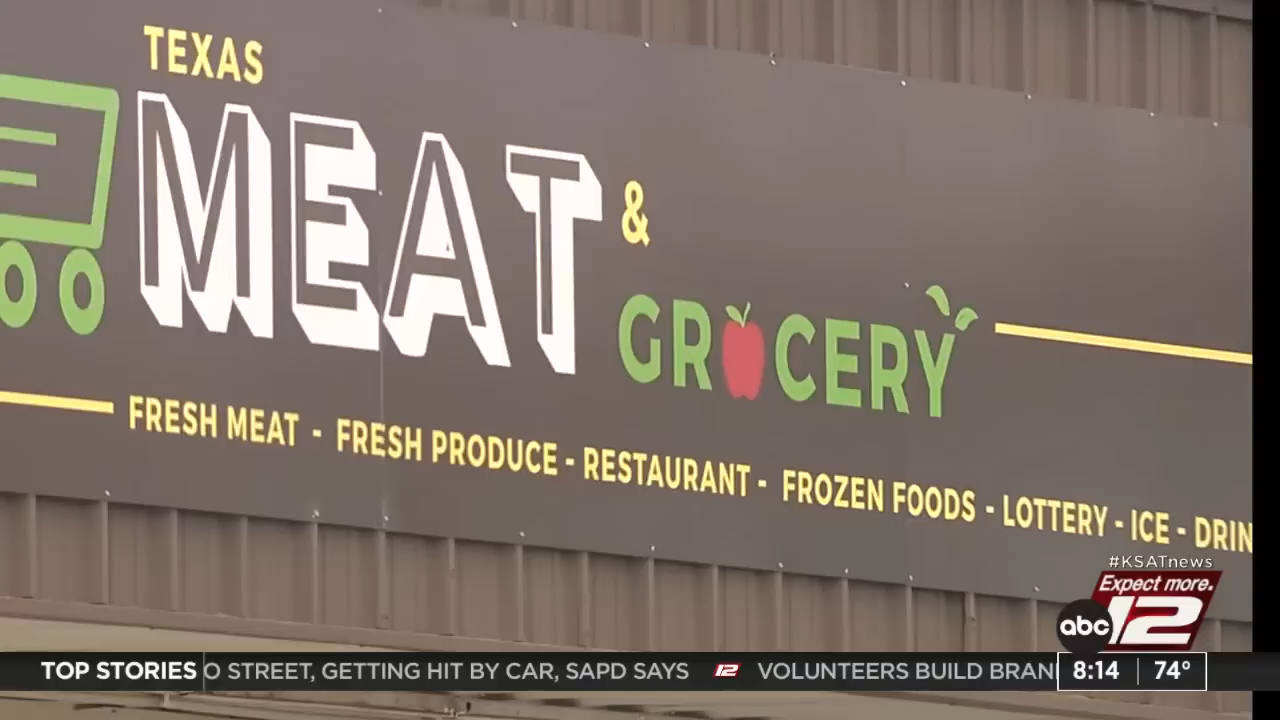 TEXAS
MEAT &
GROCERY
FRESH MEAT - FRESH PRODUCE - RESTAURANT - FROZEN FOODS - LOTTERY - ICE - DRIN
#KSATnews
Expect more.
abc 12
TOP STORIES O STREET, GETTING HIT BY CAR, SAPD SAYS 12 VOLUNTEERS BUILD BRAN 8:14 74°